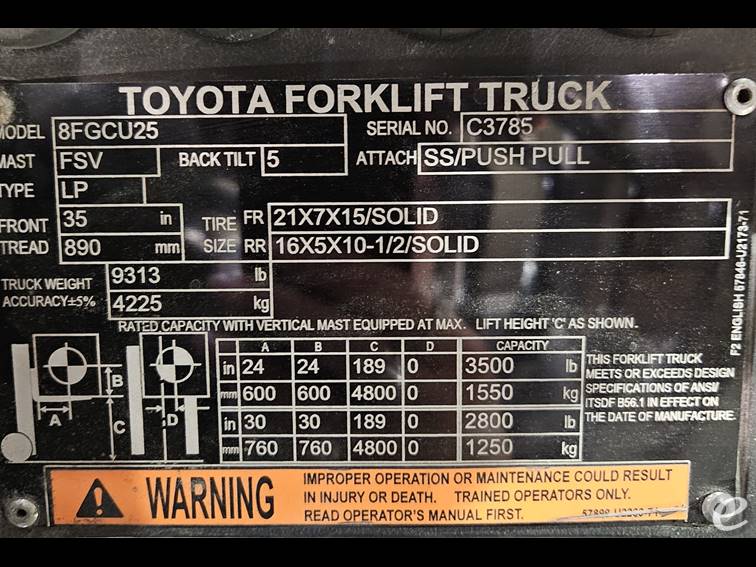 TOYOTA FORKLIFT TRUCK
MODEL 8FGCU25 SERIAL NO. C3785
MAST FSV BACK TILT 5 ATTACH SS/PUSH PULL
TYPE LP
FRONT 35 in TIRE FR 21X7X15/SOLID
TREAD 890 mm SIZE RR 16X5X10-1/2/SOLID
TRUCK WEIGHT 9313 lb
ACCURACY±5% 4225 kg
RATED CAPACITY WITH VERTICAL MAST EQUIPPED AT MAX. LIFT HEIGHT 'C' AS SHOWN.
A B C D CAPACITY
in 24 24 189 0 3500 lb
mm 600 600 4800 0 1550 kg
in 30 30 189 0 2800 lb
mm 760 760 4800 0 1250 kg
A B C D
THIS FORKLIFT TRUCK
MEETS OR EXCEEDS DESIGN
SPECIFICATIONS OF ANSI/
ITSDF B56.1 IN EFFECT ON
THE DATE OF MANUFACTURE.
F2 ENGLISH 57846-U2173-71
WARNING
IMPROPER OPERATION OR MAINTENANCE COULD RESULT
IN INJURY OR DEATH. TRAINED OPERATORS ONLY.
READ OPERATOR'S MANUAL FIRST.
e